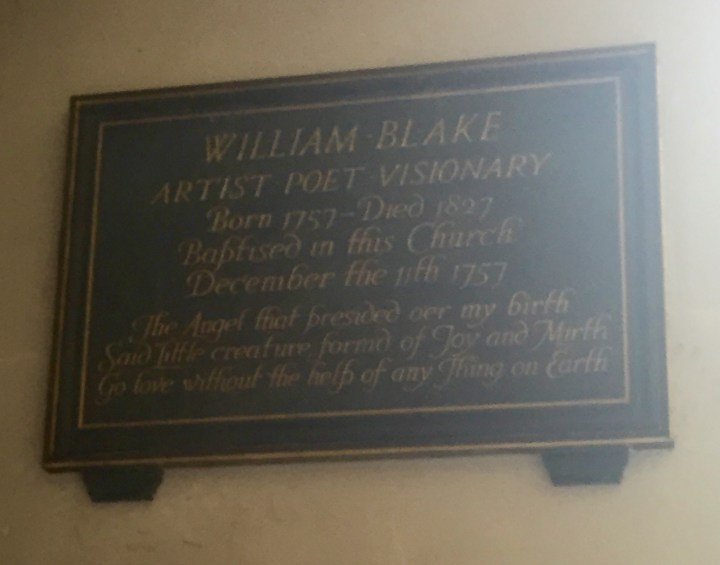 WILLIAM · BLAKE
ARTIST POET · VISIONARY
Born 1757 – Died 1827
Baptised in this Church
December the 11th 1757
The Angel that presided oer my birth
Said Little creature formd of Joy and Mirth
Go love without the help of any Thing on Earth